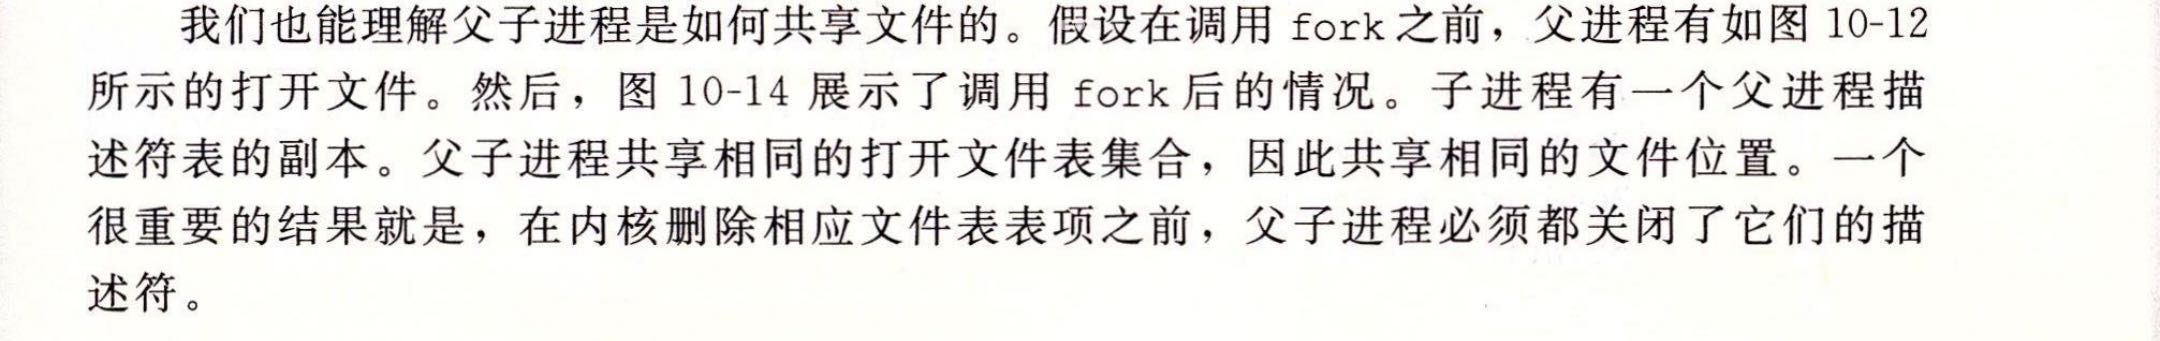 我们也能理解父子进程是如何共享文件的。假设在调用 fork 之前，父进程有如图 10-12
所示的打开文件。然后，图 10-14 展示了调用 fork 后的情况。子进程有一个父进程描
述符表的副本。父子进程共享相同的打开文件表集合，因此共享相同的文件位置。一个
很重要的结果就是，在内核删除相应文件表表项之前，父子进程必须都关闭了它们的描
述符。